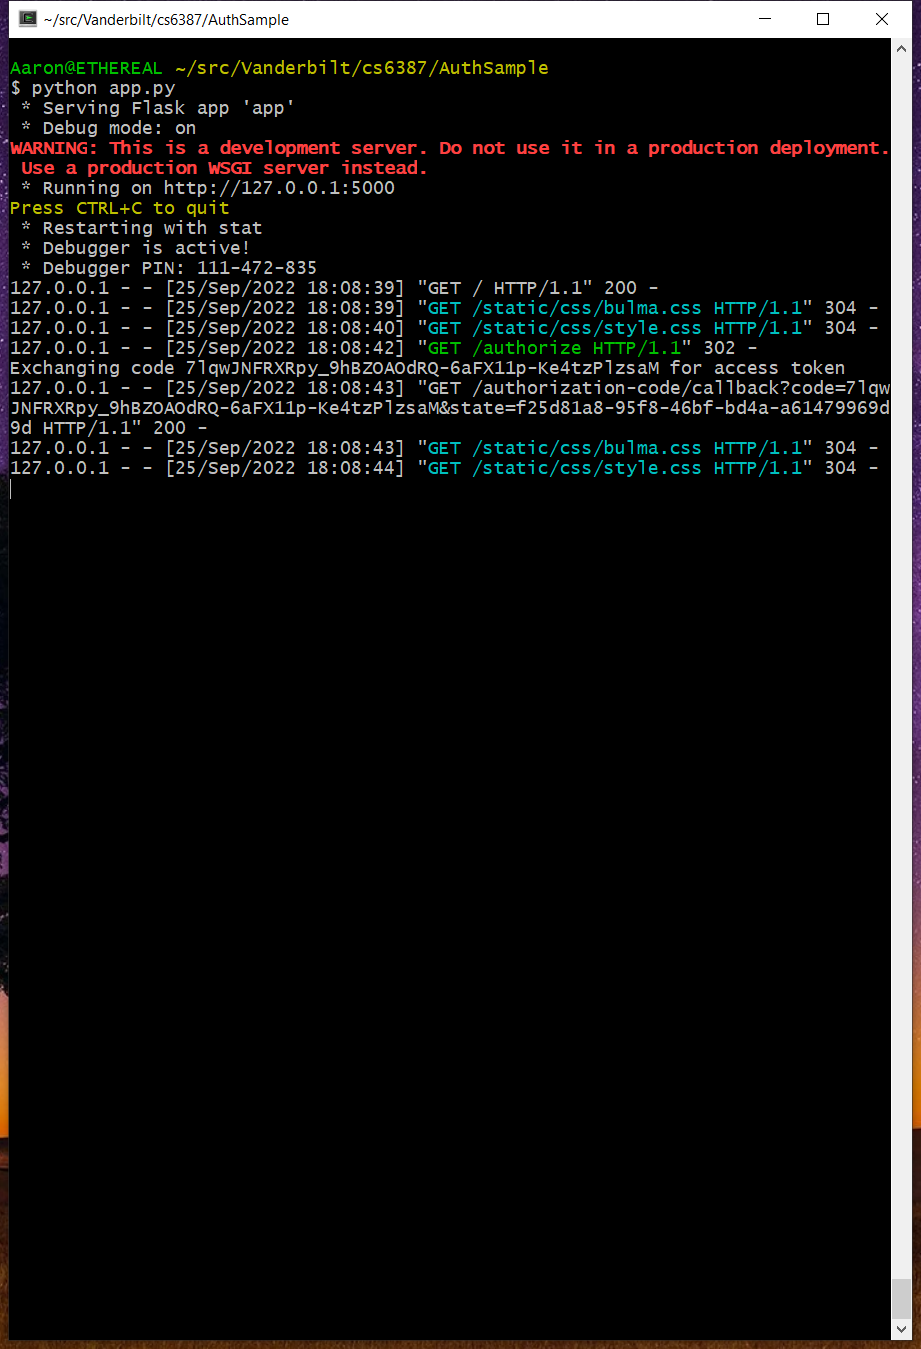 ~/src/Vanderbilt/cs6387/AuthSample
Aaron@ETHEREAL ~/src/Vanderbilt/cs6387/AuthSample
$ python app.py
 * Serving Flask app 'app'
 * Debug mode: on
WARNING: This is a development server. Do not use it in a production deployment.
 Use a production WSGI server instead.
 * Running on http://127.0.0.1:5000
Press CTRL+C to quit
 * Restarting with stat
 * Debugger is active!
 * Debugger PIN: 111-472-835
127.0.0.1 - - [25/Sep/2022 18:08:39] "GET / HTTP/1.1" 200 -
127.0.0.1 - - [25/Sep/2022 18:08:39] "GET /static/css/bulma.css HTTP/1.1" 304 -
127.0.0.1 - - [25/Sep/2022 18:08:40] "GET /static/css/style.css HTTP/1.1" 304 -
127.0.0.1 - - [25/Sep/2022 18:08:42] "GET /authorize HTTP/1.1" 302 -
Exchanging code 7lqwJNFRXRpy_9hBZOAOdRQ-6aFX11p-Ke4tzPlzsaM for access token
127.0.0.1 - - [25/Sep/2022 18:08:43] "GET /authorization-code/callback?code=7lqw
JNFRXRpy_9hBZOAOdRQ-6aFX11p-Ke4tzPlzsaM&state=f25d81a8-95f8-46bf-bd4a-a61479969d
9d HTTP/1.1" 200 -
127.0.0.1 - - [25/Sep/2022 18:08:43] "GET /static/css/bulma.css HTTP/1.1" 304 -
127.0.0.1 - - [25/Sep/2022 18:08:44] "GET /static/css/style.css HTTP/1.1" 304 -